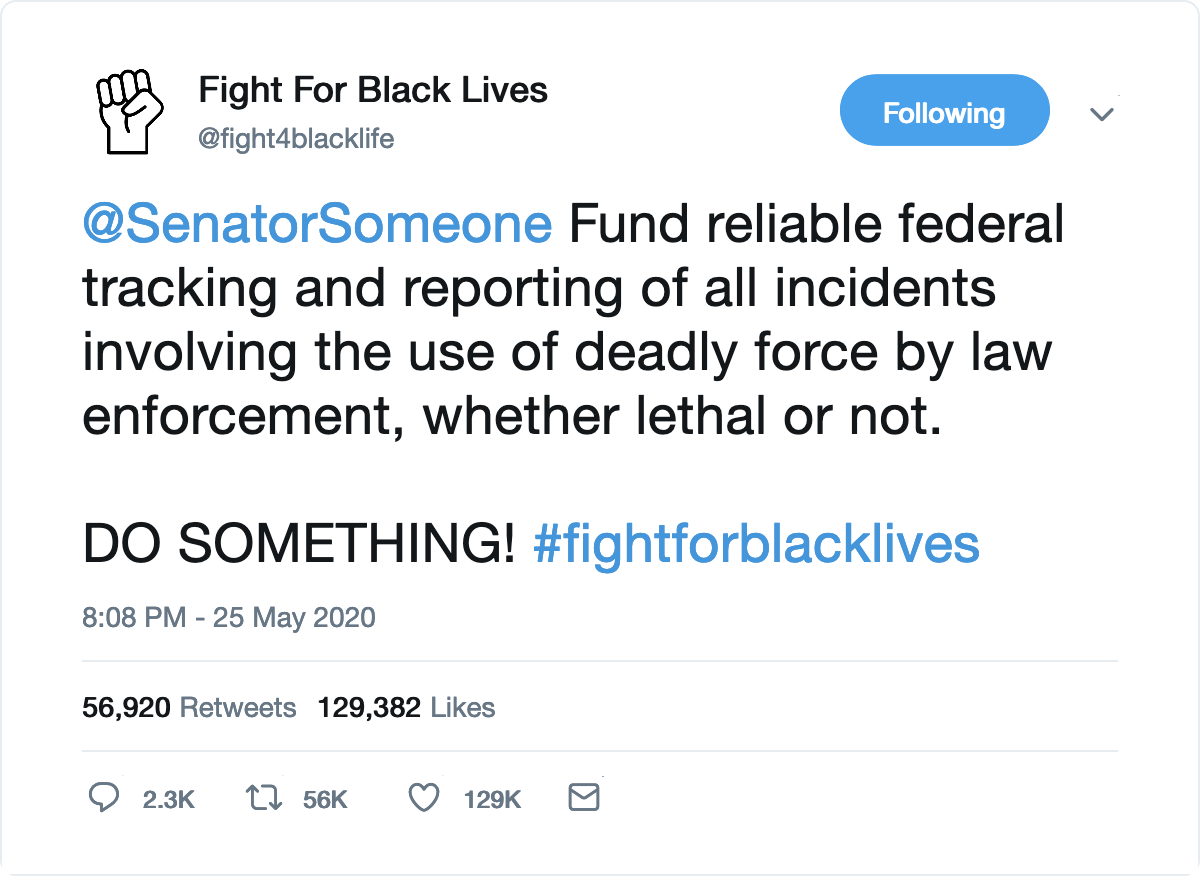 Fight For Black Lives
@fight4blacklife
Following
@SenatorSomeone Fund reliable federal
tracking and reporting of all incidents
involving the use of deadly force by law
enforcement, whether lethal or not.
DO SOMETHING! #fightforblacklives
8:08 PM - 25 May 2020
56,920 Retweets 129,382 Likes
2.3K 56K 129K